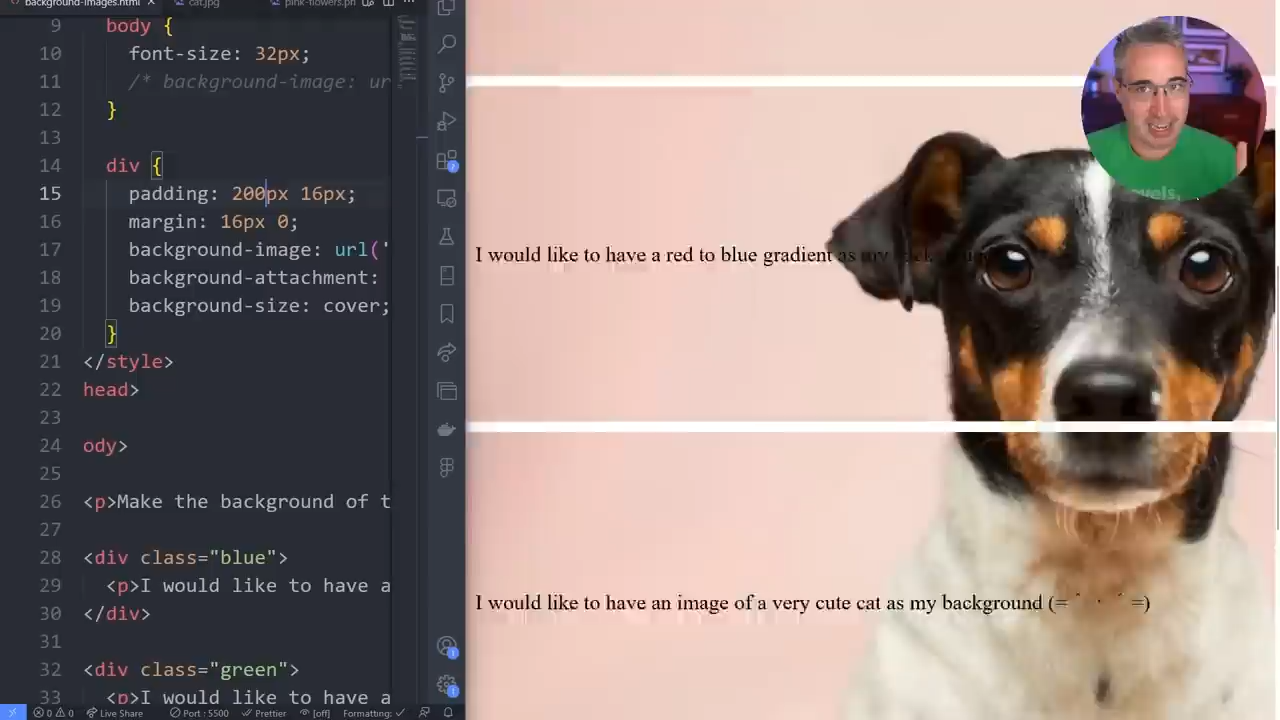 background-images.html
cat.jpg
pink-flowers.pn
9 body {
10 font-size: 32px;
11 /* background-image: ur
12 }
13
14 div {
15 padding: 200px 16px;
16 margin: 16px 0;
17 background-image: url('
18 background-attachment:
19 background-size: cover;
20 }
21 </style>
22 head>
23
24 ody>
25
26 <p>Make the background of t
27
28 <div class="blue">
29 <p>I would like to have a
30 </div>
31
32 <div class="green">
33 <p>I would like to have a
0 0 Live Share Port : 5500 Prettier [off] Formatting:
I would like to have a red to blue gradient as my
I would like to have an image of a very cute cat as my background (= ´ · ´ =)